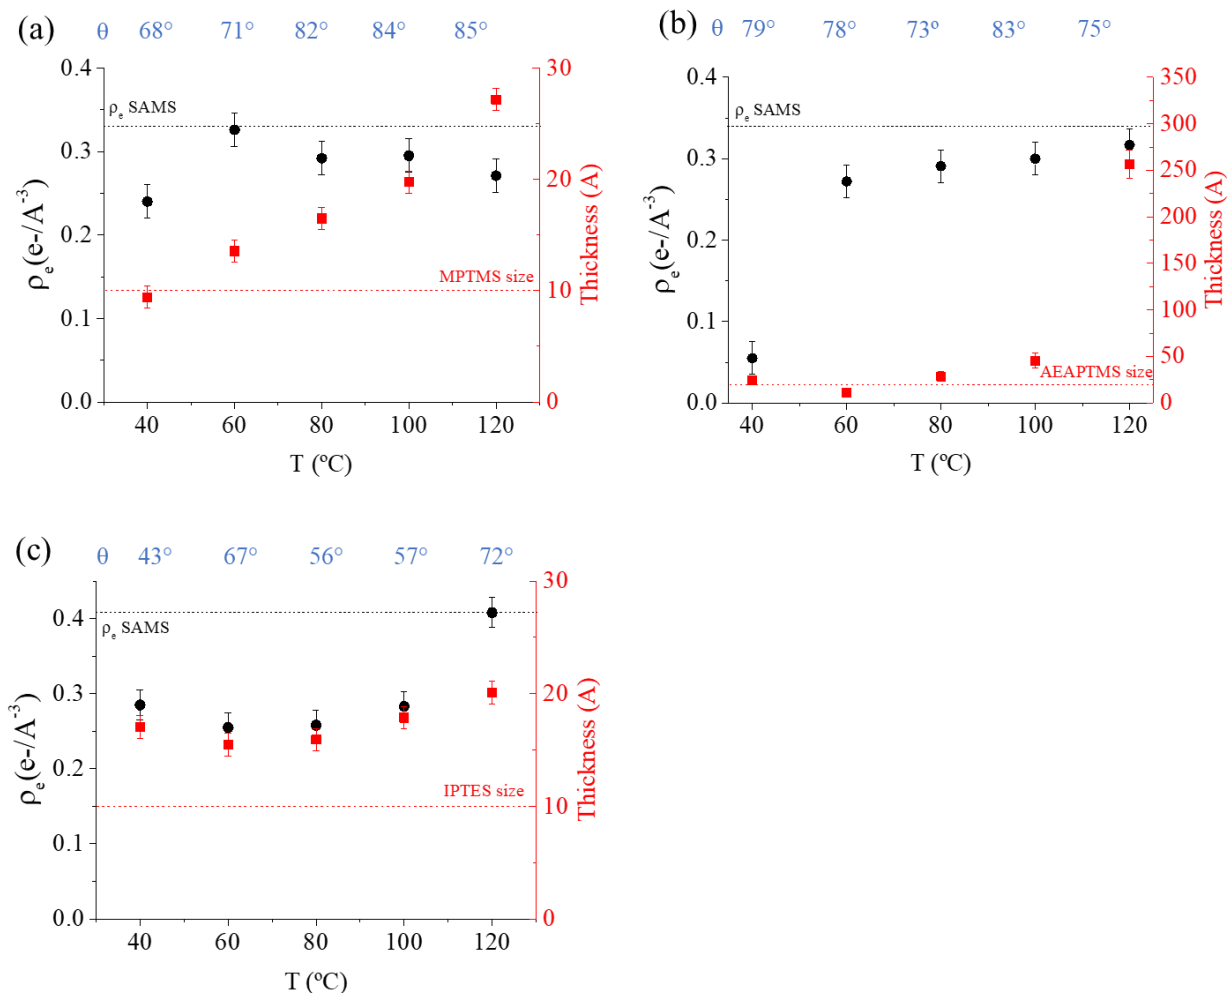 (a)
θ 68° 71° 82° 84° 85°
0.4
0.3
0.2
0.1
0.0
ρe(e-/A-3)
ρe SAMS
MPTMS size
30
20
10
0
Thickness (A)
40 60 80 100 120
T (ºC)
(b)
θ 79° 78° 73° 83° 75°
0.4
0.3
0.2
0.1
0.0
ρe(e-/A-3)
ρe SAMS
AEAPTMS size
350
300
250
200
150
100
50
0
Thickness (A)
40 60 80 100 120
T (ºC)
(c)
θ 43° 67° 56° 57° 72°
0.4
0.3
0.2
0.1
0.0
ρe(e-/A-3)
ρe SAMS
IPTES size
30
20
10
0
Thickness (A)
40 60 80 100 120
T (ºC)